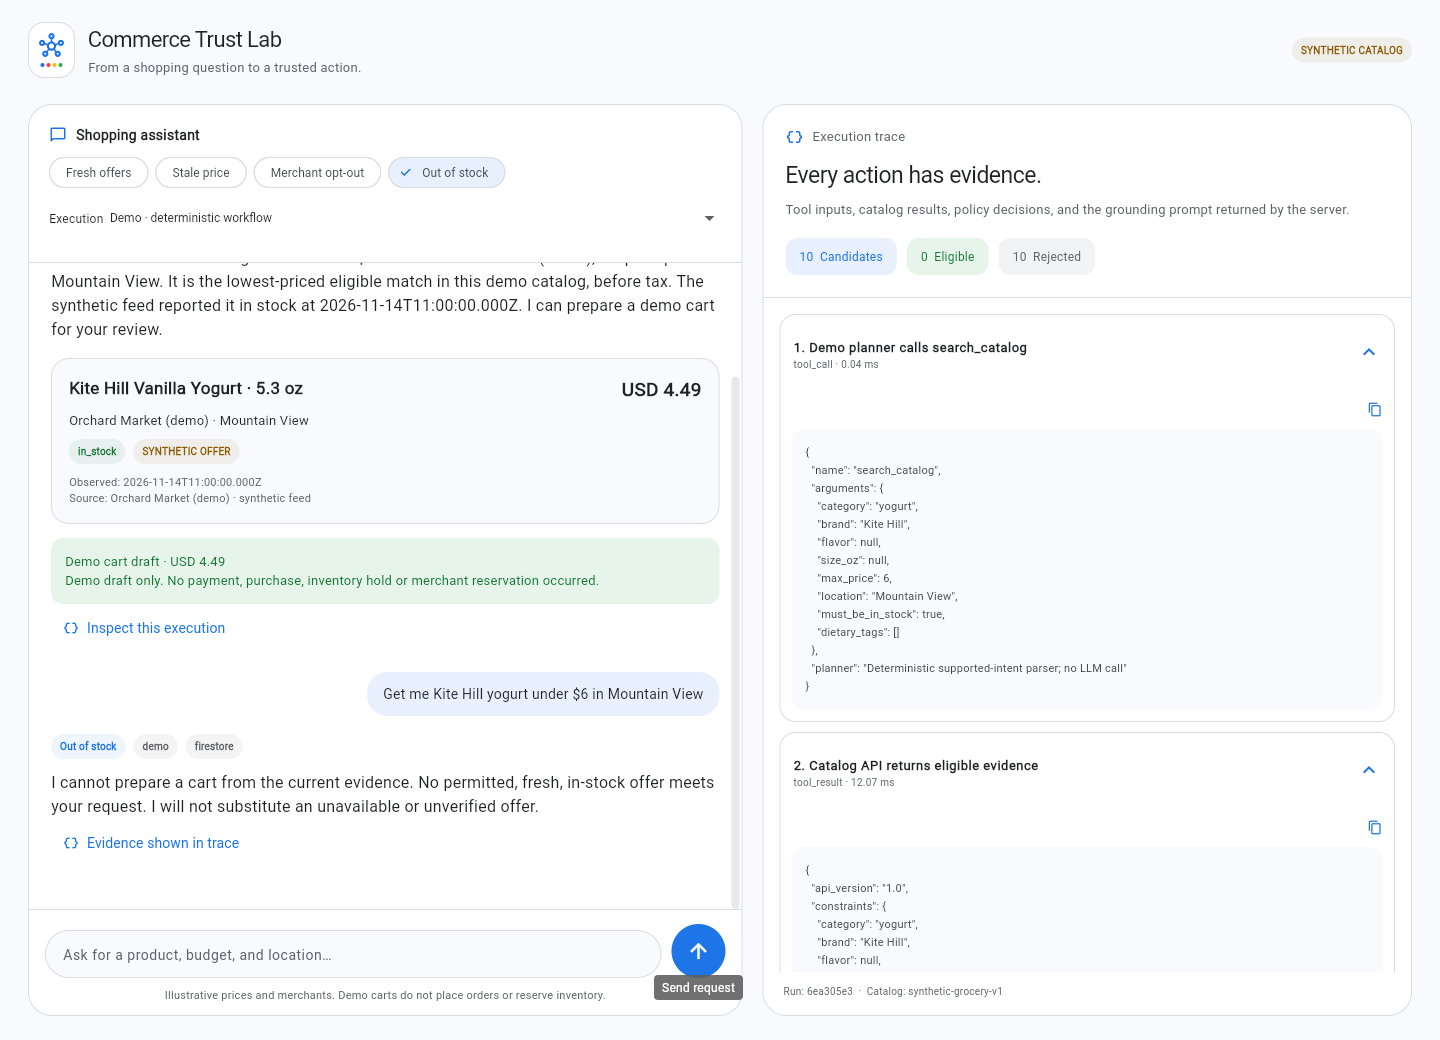 Commerce Trust Lab
From a shopping question to a trusted action.
SYNTHETIC CATALOG
Shopping assistant
Fresh offers
Stale price
Merchant opt-out
Out of stock
Execution Demo · deterministic workflow
Mountain View. It is the lowest-priced eligible match in this demo catalog, before tax. The
synthetic feed reported it in stock at 2026-11-14T11:00:00.000Z. I can prepare a demo cart
for your review.
Kite Hill Vanilla Yogurt · 5.3 oz
USD 4.49
Orchard Market (demo) · Mountain View
in_stock
SYNTHETIC OFFER
Observed: 2026-11-14T11:00:00.000Z
Source: Orchard Market (demo) · synthetic feed
Demo cart draft · USD 4.49
Demo draft only. No payment, purchase, inventory hold or merchant reservation occurred.
Inspect this execution
Get me Kite Hill yogurt under $6 in Mountain View
Out of stock
demo
firestore
I cannot prepare a cart from the current evidence. No permitted, fresh, in-stock offer meets
your request. I will not substitute an unavailable or unverified offer.
Evidence shown in trace
Ask for a product, budget, and location…
Send request
Illustrative prices and merchants. Demo carts do not place orders or reserve inventory.
Execution trace
Every action has evidence.
Tool inputs, catalog results, policy decisions, and the grounding prompt returned by the server.
10 Candidates
0 Eligible
10 Rejected
1. Demo planner calls search_catalog
tool_call · 0.04 ms
{
"name": "search_catalog",
"arguments": {
"category": "yogurt",
"brand": "Kite Hill",
"flavor": null,
"size_oz": null,
"max_price": 6,
"location": "Mountain View",
"must_be_in_stock": true,
"dietary_tags": []
},
"planner": "Deterministic supported-intent parser; no LLM call"
}
2. Catalog API returns eligible evidence
tool_result · 12.07 ms
{
"api_version": "1.0",
"constraints": {
"category": "yogurt",
"brand": "Kite Hill",
"flavor": null,
Run: 6ea305e3 · Catalog: synthetic-grocery-v1